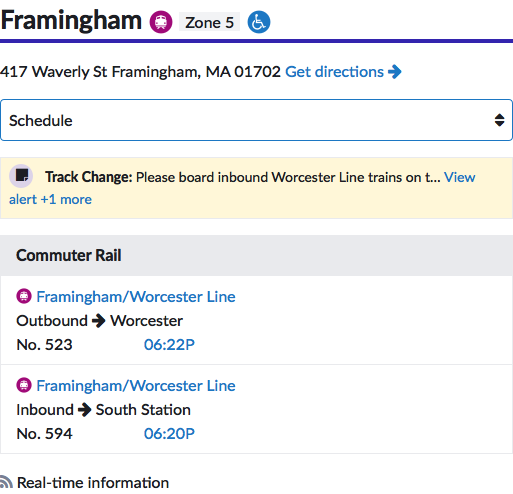 Framingham Zone 5
417 Waverly St Framingham, MA 01702 Get directions
Schedule
Track Change: Please board inbound Worcester Line trains on t... View
alert +1 more
Commuter Rail
Framingham/Worcester Line
Outbound → Worcester
No. 523 06:22P
Framingham/Worcester Line
Inbound → South Station
No. 594 06:20P
Real-time information